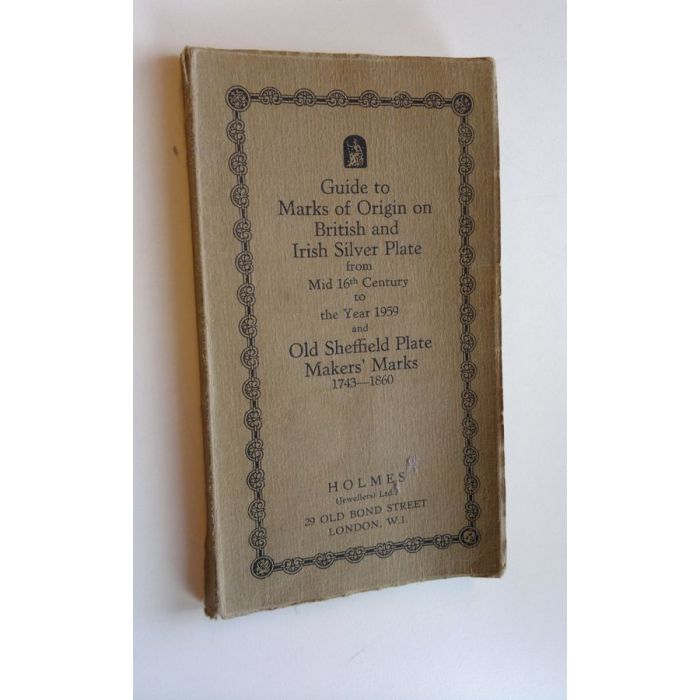 Guide to
Marks of Origin on
British and
Irish Silver Plate
from
Mid 16th Century
to
the Year 1959
and
Old Sheffield Plate
Makers' Marks
1743—1860
HOLMES
(Jewellers) Ltd.
29 OLD BOND STREET
LONDON, W.1.